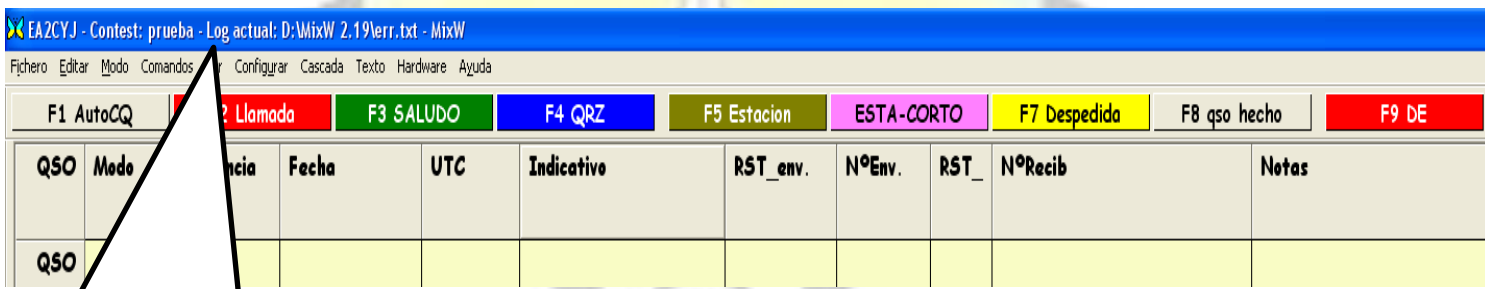 EA2CYJ - Contest: prueba - Log actual: D:\MixW 2.19\err.txt - MixW
Fichero Editar Modo Comandos Configurar Cascada Texto Hardware Ayuda
F1 AutoCQ Llamada F3 SALUDO F4 QRZ F5 Estacion ESTA-CORTO F7 Despedida F8 qso hecho F9 DE
QSO Modo Fecha UTC Indicativo RST_env. NºEnv. RST_ NºRecib Notas
QSO